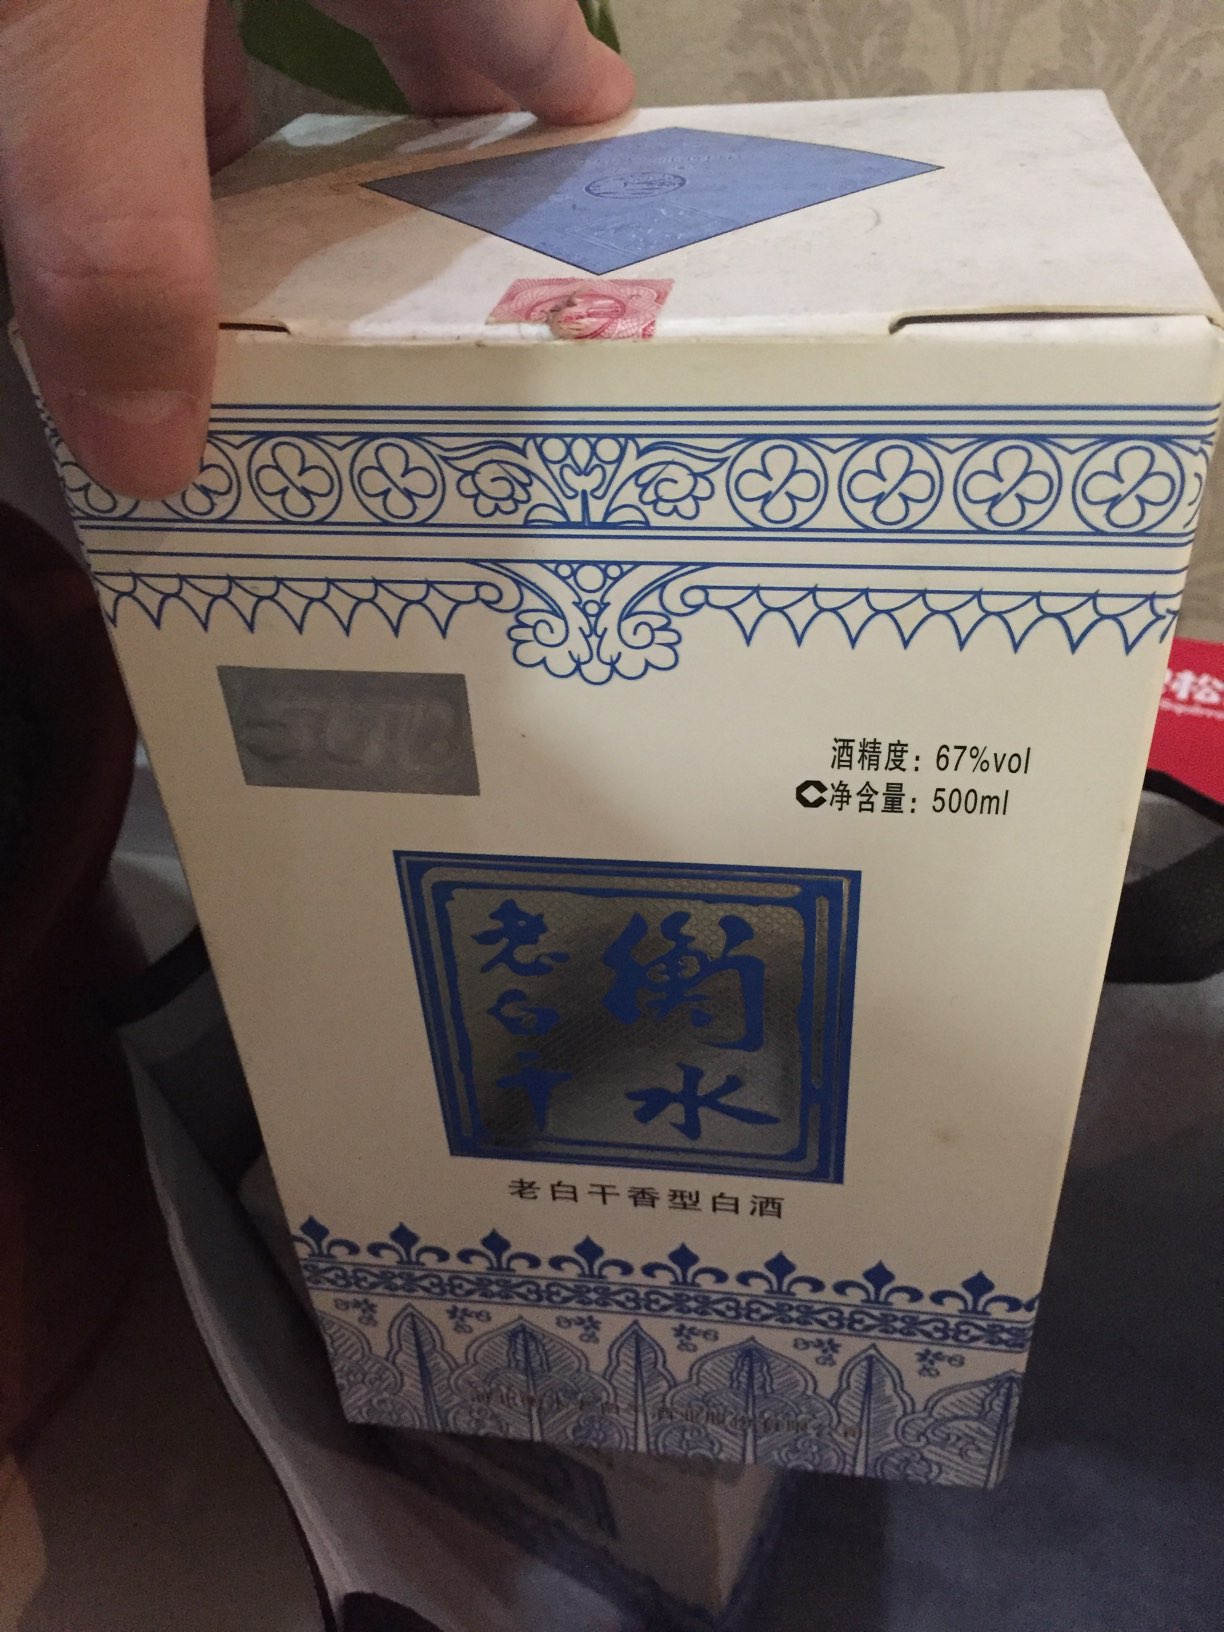 酒精度：67%vol
净含量：500ml
衡水
老白干
老白干香型白酒
松